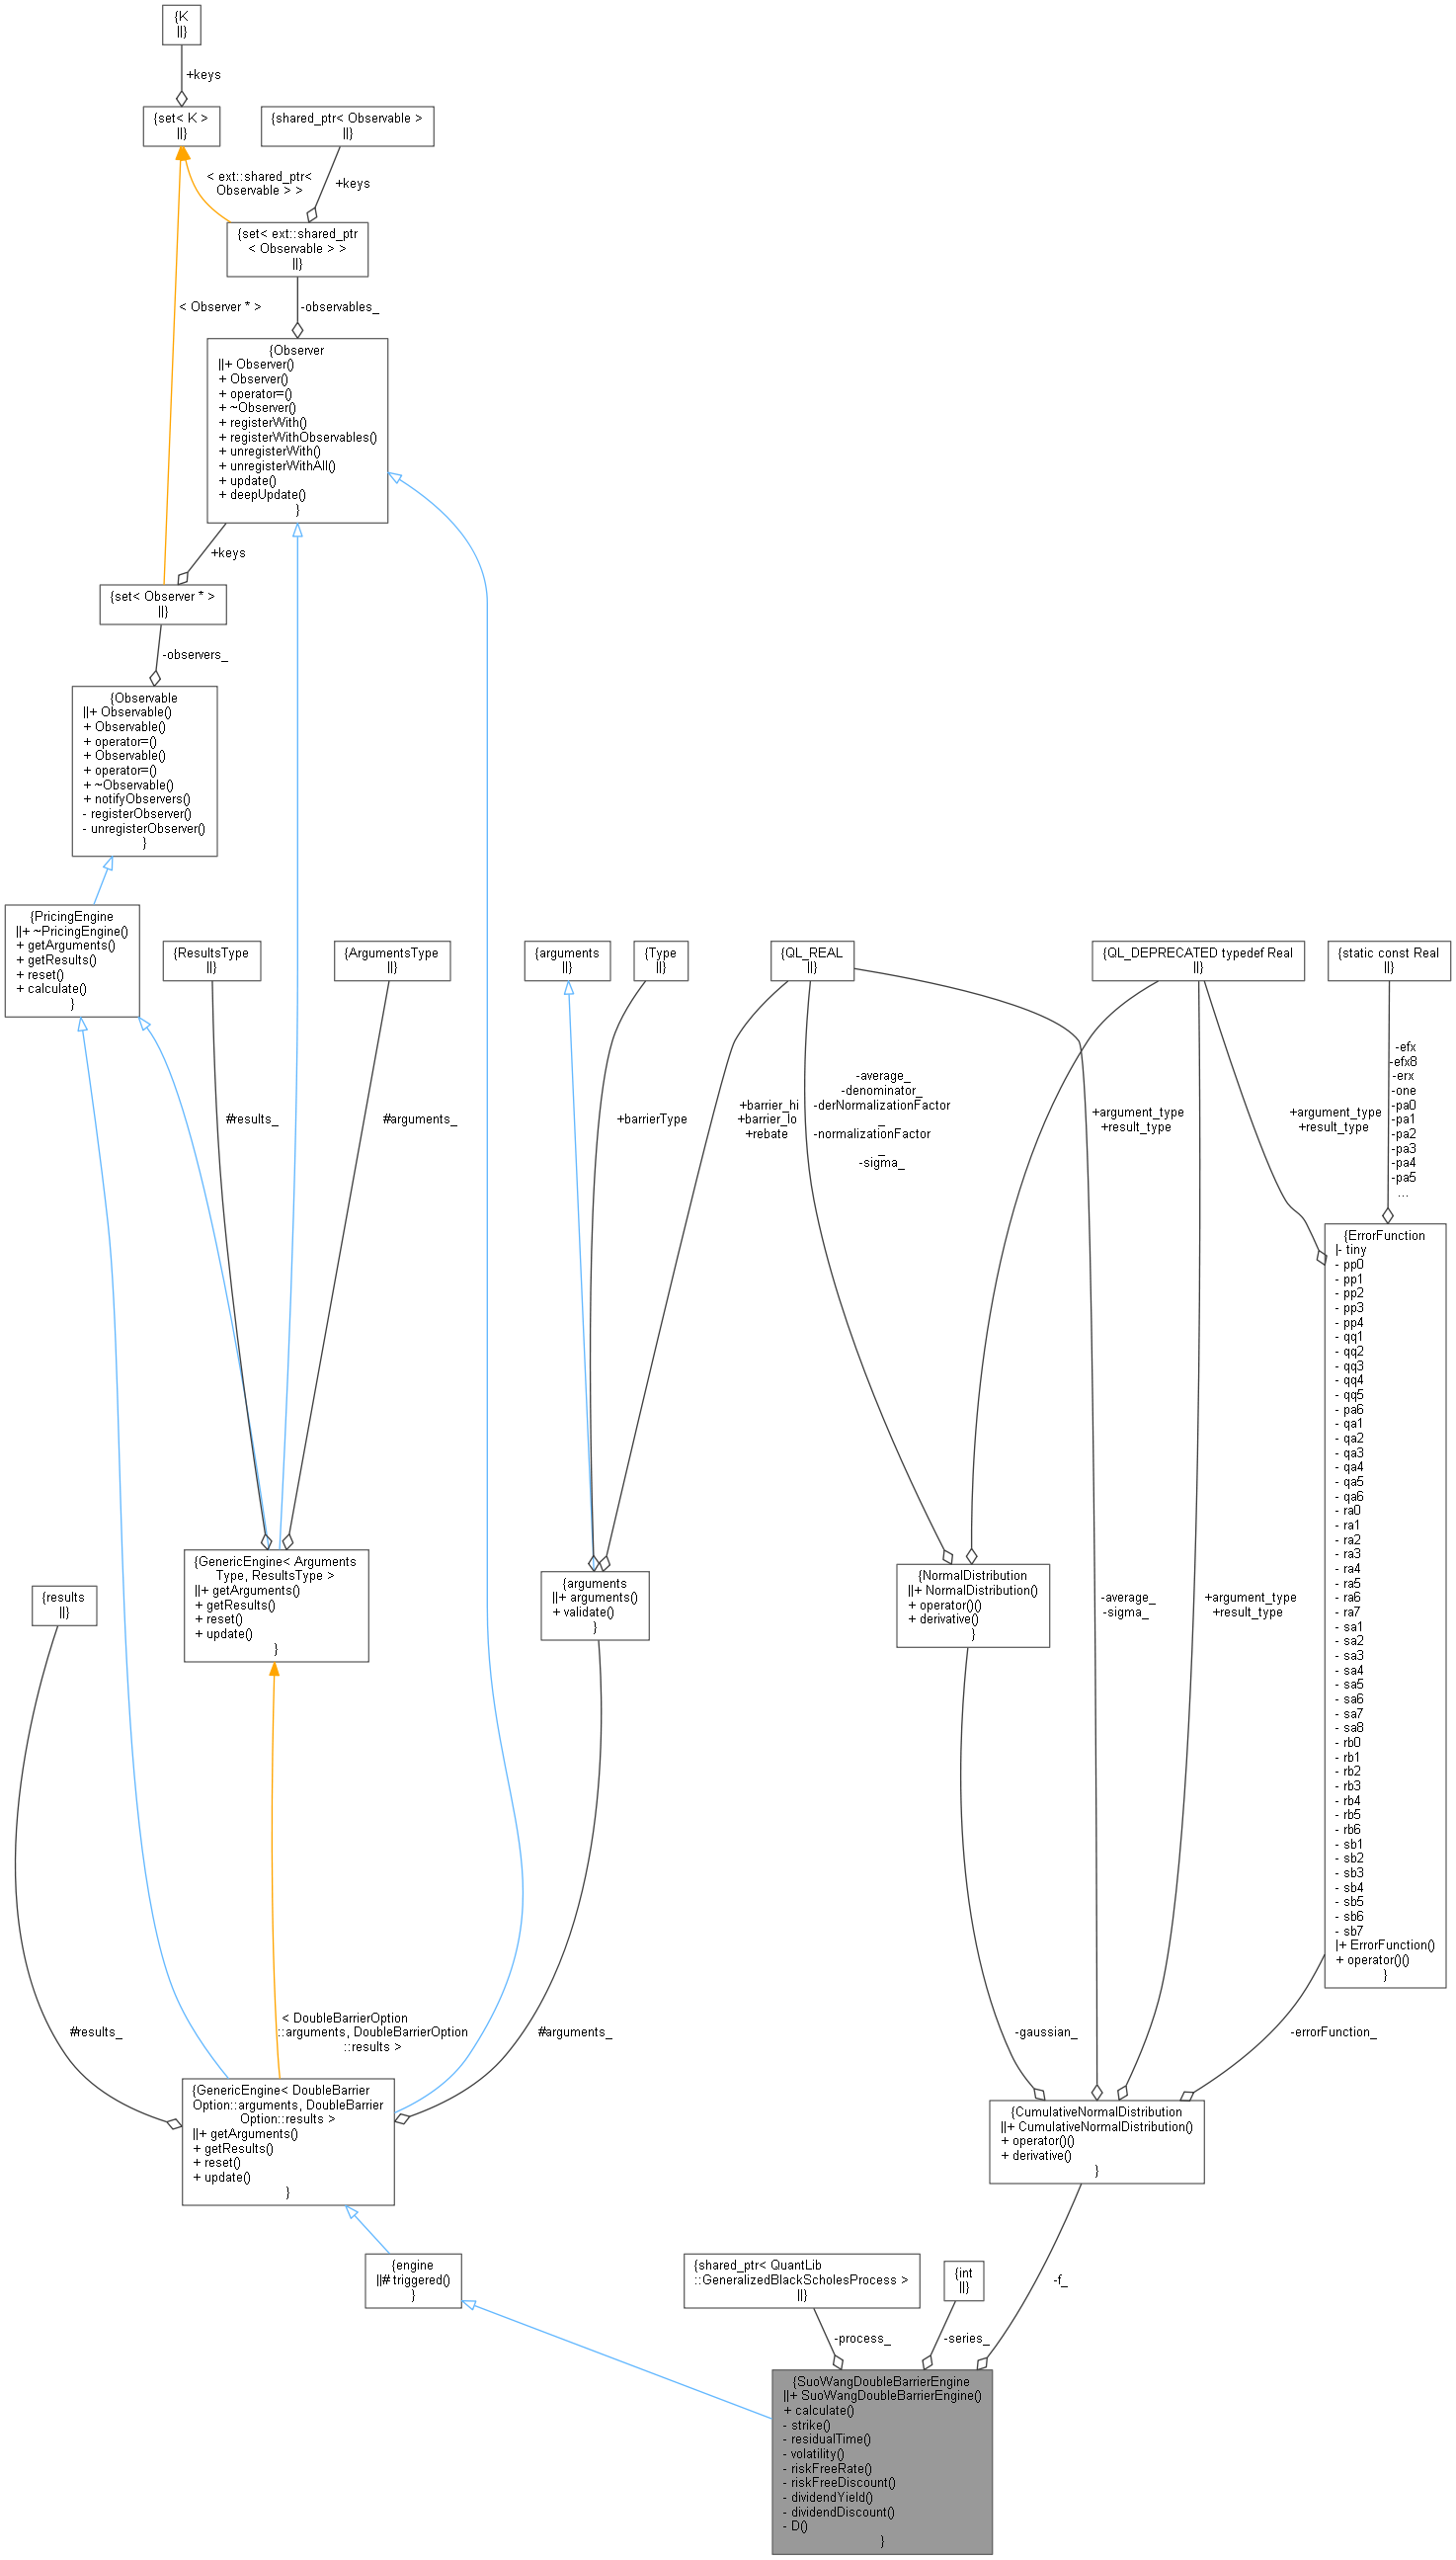 {K
||}
+keys
{set< K >
||}
{shared_ptr< Observable >
||}
< ext::shared_ptr<
Observable > >
+keys
{set< ext::shared_ptr
< Observable > >
||}
< Observer * >
-observables_
{Observer
||+ Observer()
+ Observer()
+ operator=()
+ ~Observer()
+ registerWith()
+ registerWithObservables()
+ unregisterWith()
+ unregisterWithAll()
+ update()
+ deepUpdate()
}
+keys
{set< Observer * >
||}
-observers_
{Observable
||+ Observable()
+ Observable()
+ operator=()
+ Observable()
+ operator=()
+ ~Observable()
+ notifyObservers()
- registerObserver()
- unregisterObserver()
}
{PricingEngine
||+ ~PricingEngine()
+ getArguments()
+ getResults()
+ reset()
+ calculate()
}
{ResultsType
||}
{ArgumentsType
||}
{arguments
||}
{Type
||}
{QL_REAL
||}
{QL_DEPRECATED typedef Real
||}
{static const Real
||}
#results_
#arguments_
+barrierType
+barrier_hi
+barrier_lo
+rebate
-average_
-denominator_
-derNormalizationFactor
_
-normalizationFactor
_
-sigma_
+argument_type
+result_type
+argument_type
+result_type
-efx
-efx8
-erx
-one
-pa0
-pa1
-pa2
-pa3
-pa4
-pa5
...
{ErrorFunction
|- tiny
- pp0
- pp1
- pp2
- pp3
- pp4
- qq1
- qq2
- qq3
- qq4
- qq5
- pa6
- qa1
- qa2
- qa3
- qa4
- qa5
- qa6
- ra0
- ra1
- ra2
- ra3
- ra4
- ra5
- ra6
- ra7
- sa1
- sa2
- sa3
- sa4
- sa5
- sa6
- sa7
- sa8
- rb0
- rb1
- rb2
- rb3
- rb4
- rb5
- rb6
- sb1
- sb2
- sb3
- sb4
- sb5
- sb6
- sb7
|+ ErrorFunction()
+ operator()()
}
{results
||}
{GenericEngine< Arguments
Type, ResultsType >
||+ getArguments()
+ getResults()
+ reset()
+ update()
}
{arguments
||+ arguments()
+ validate()
}
{NormalDistribution
||+ NormalDistribution()
+ operator()()
+ derivative()
}
-average_
-sigma_
+argument_type
+result_type
#results_
< DoubleBarrierOption
::arguments, DoubleBarrierOption
::results >
#arguments_
-gaussian_
-errorFunction_
{GenericEngine< DoubleBarrier
Option::arguments, DoubleBarrier
Option::results >
||+ getArguments()
+ getResults()
+ reset()
+ update()
}
{CumulativeNormalDistribution
||+ CumulativeNormalDistribution()
+ operator()()
+ derivative()
}
{engine
||# triggered()
}
{shared_ptr< QuantLib
::GeneralizedBlackScholesProcess >
||}
{int
||}
-f_
-process_
-series_
{SuoWangDoubleBarrierEngine
||+ SuoWangDoubleBarrierEngine()
+ calculate()
- strike()
- residualTime()
- volatility()
- riskFreeRate()
- riskFreeDiscount()
- dividendYield()
- dividendDiscount()
- D()
}